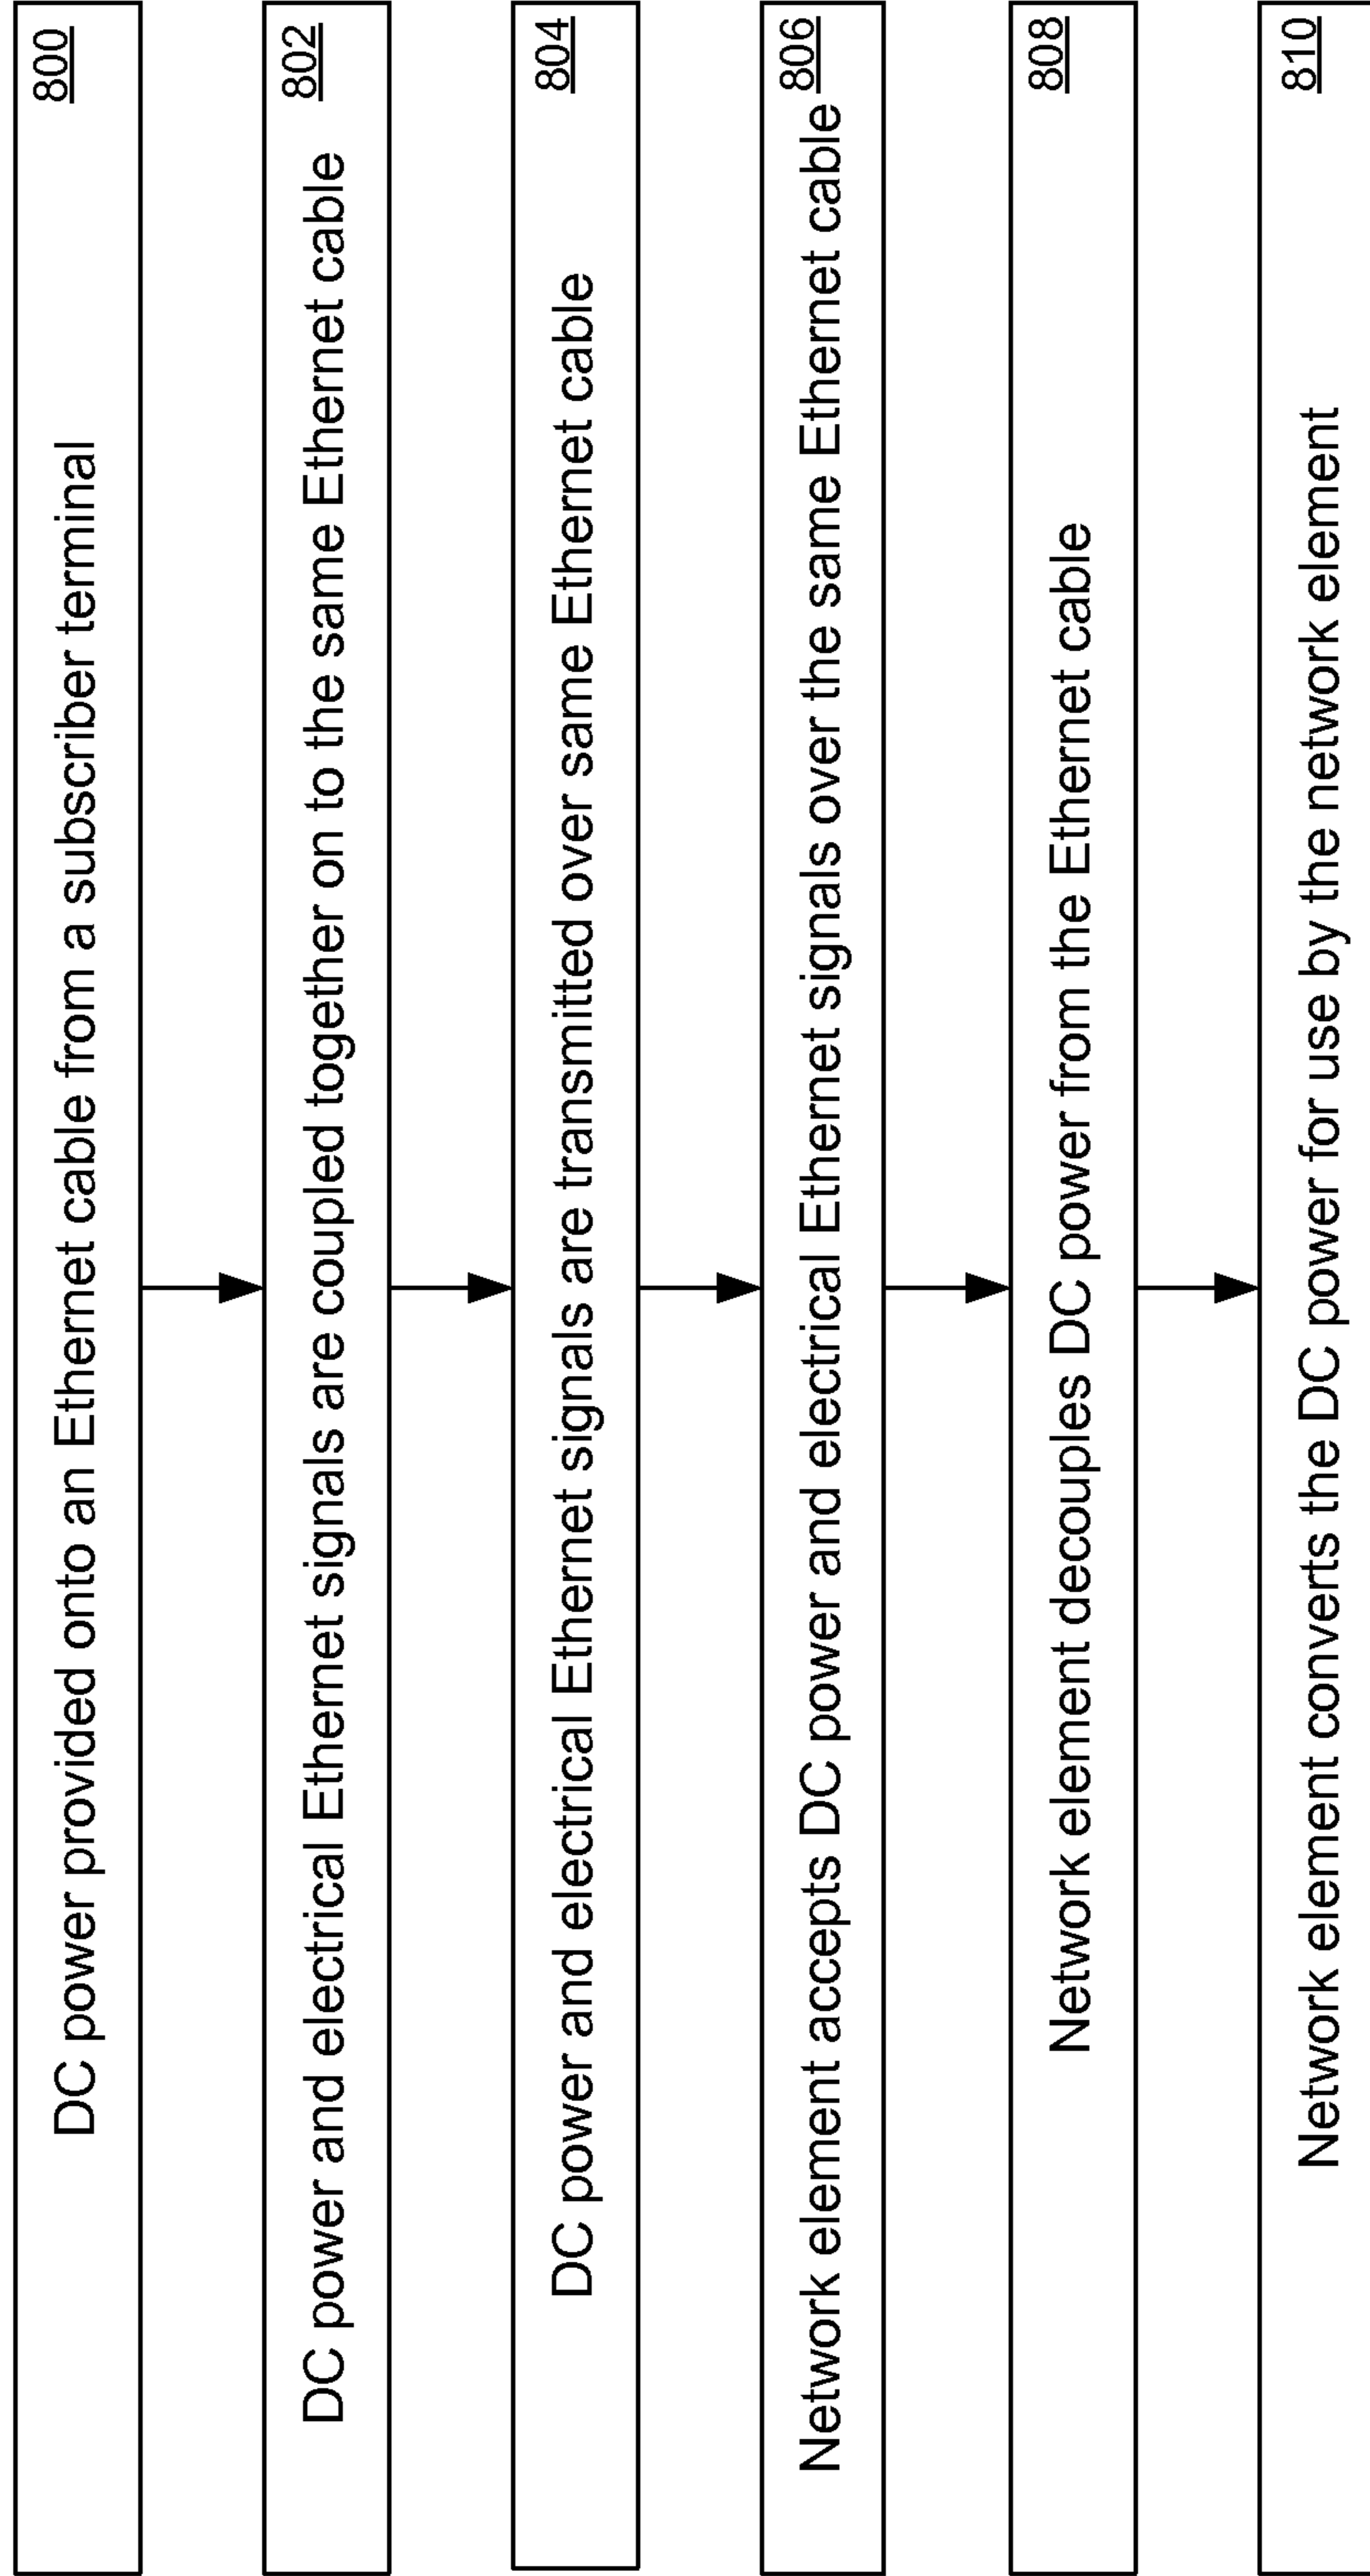 DC power provided onto an Ethernet cable from a subscriber terminal 800
DC power and electrical Ethernet signals are coupled together on to the same Ethernet cable 802
DC power and electrical Ethernet signals are transmitted over same Ethernet cable 804
Network element accepts DC power and electrical Ethernet signals over the same Ethernet cable 806
Network element decouples DC power from the Ethernet cable 808
Network element converts the DC power for use by the network element 810